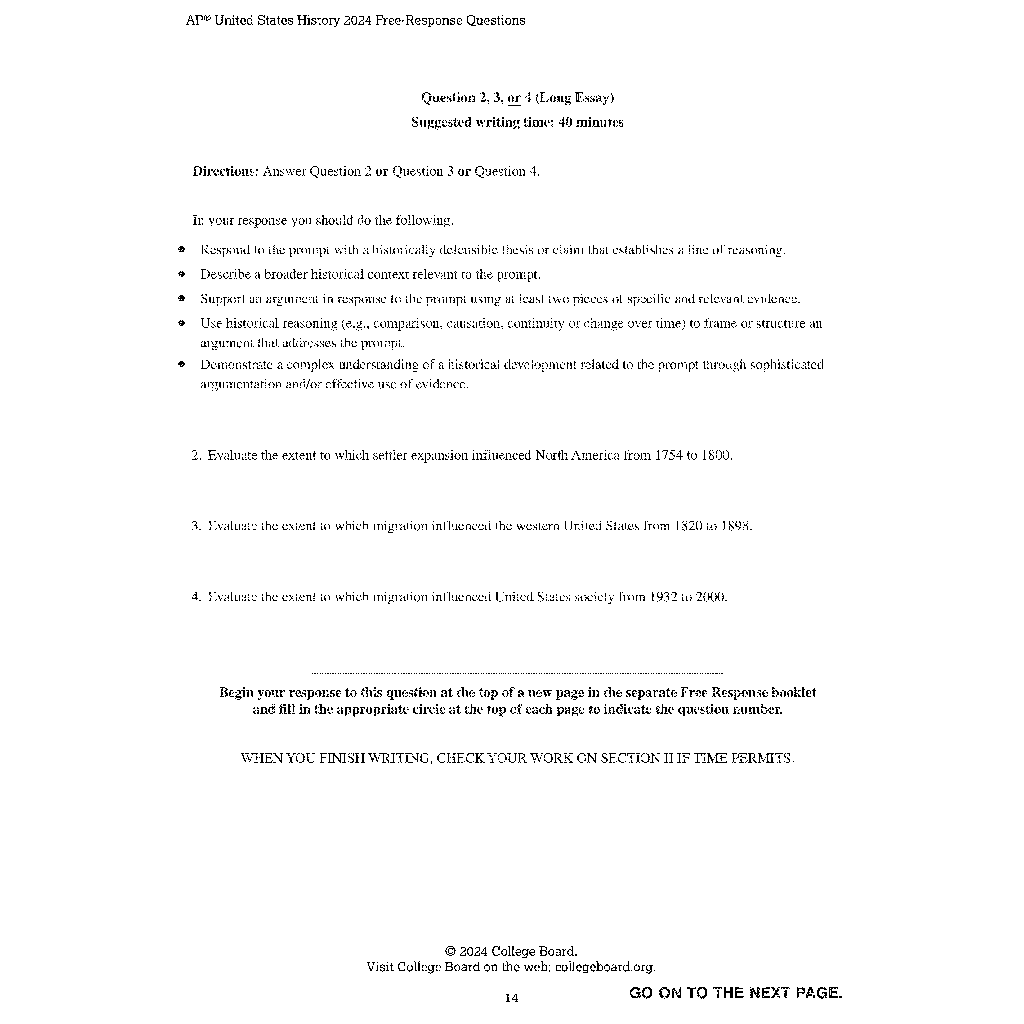 AP® United States History 2024 Free-Response Questions
Question 2, 3, or 4 (Long Essay)
Suggested writing time: 40 minutes
Directions: Answer Question 2 or Question 3 or Question 4.
In your response you should do the following.
• Respond to the prompt with a historically defensible thesis or claim that establishes a line of reasoning.
• Describe a broader historical context relevant to the prompt.
• Support an argument in response to the prompt using at least two pieces of specific and relevant evidence.
• Use historical reasoning (e.g., comparison, causation, continuity or change over time) to frame or structure an
argument that addresses the prompt.
• Demonstrate a complex understanding of a historical development related to the prompt through sophisticated
argumentation and/or effective use of evidence.
2. Evaluate the extent to which settler expansion influenced North America from 1754 to 1800.
3. Evaluate the extent to which migration influenced the western United States from 1820 to 1898.
4. Evaluate the extent to which migration influenced United States society from 1932 to 2000.
Begin your response to this question at the top of a new page in the separate Free Response booklet
and fill in the appropriate circle at the top of each page to indicate the question number.
WHEN YOU FINISH WRITING, CHECK YOUR WORK ON SECTION II IF TIME PERMITS.
© 2024 College Board.
Visit College Board on the web: collegeboard.org.
14
GO ON TO THE NEXT PAGE.